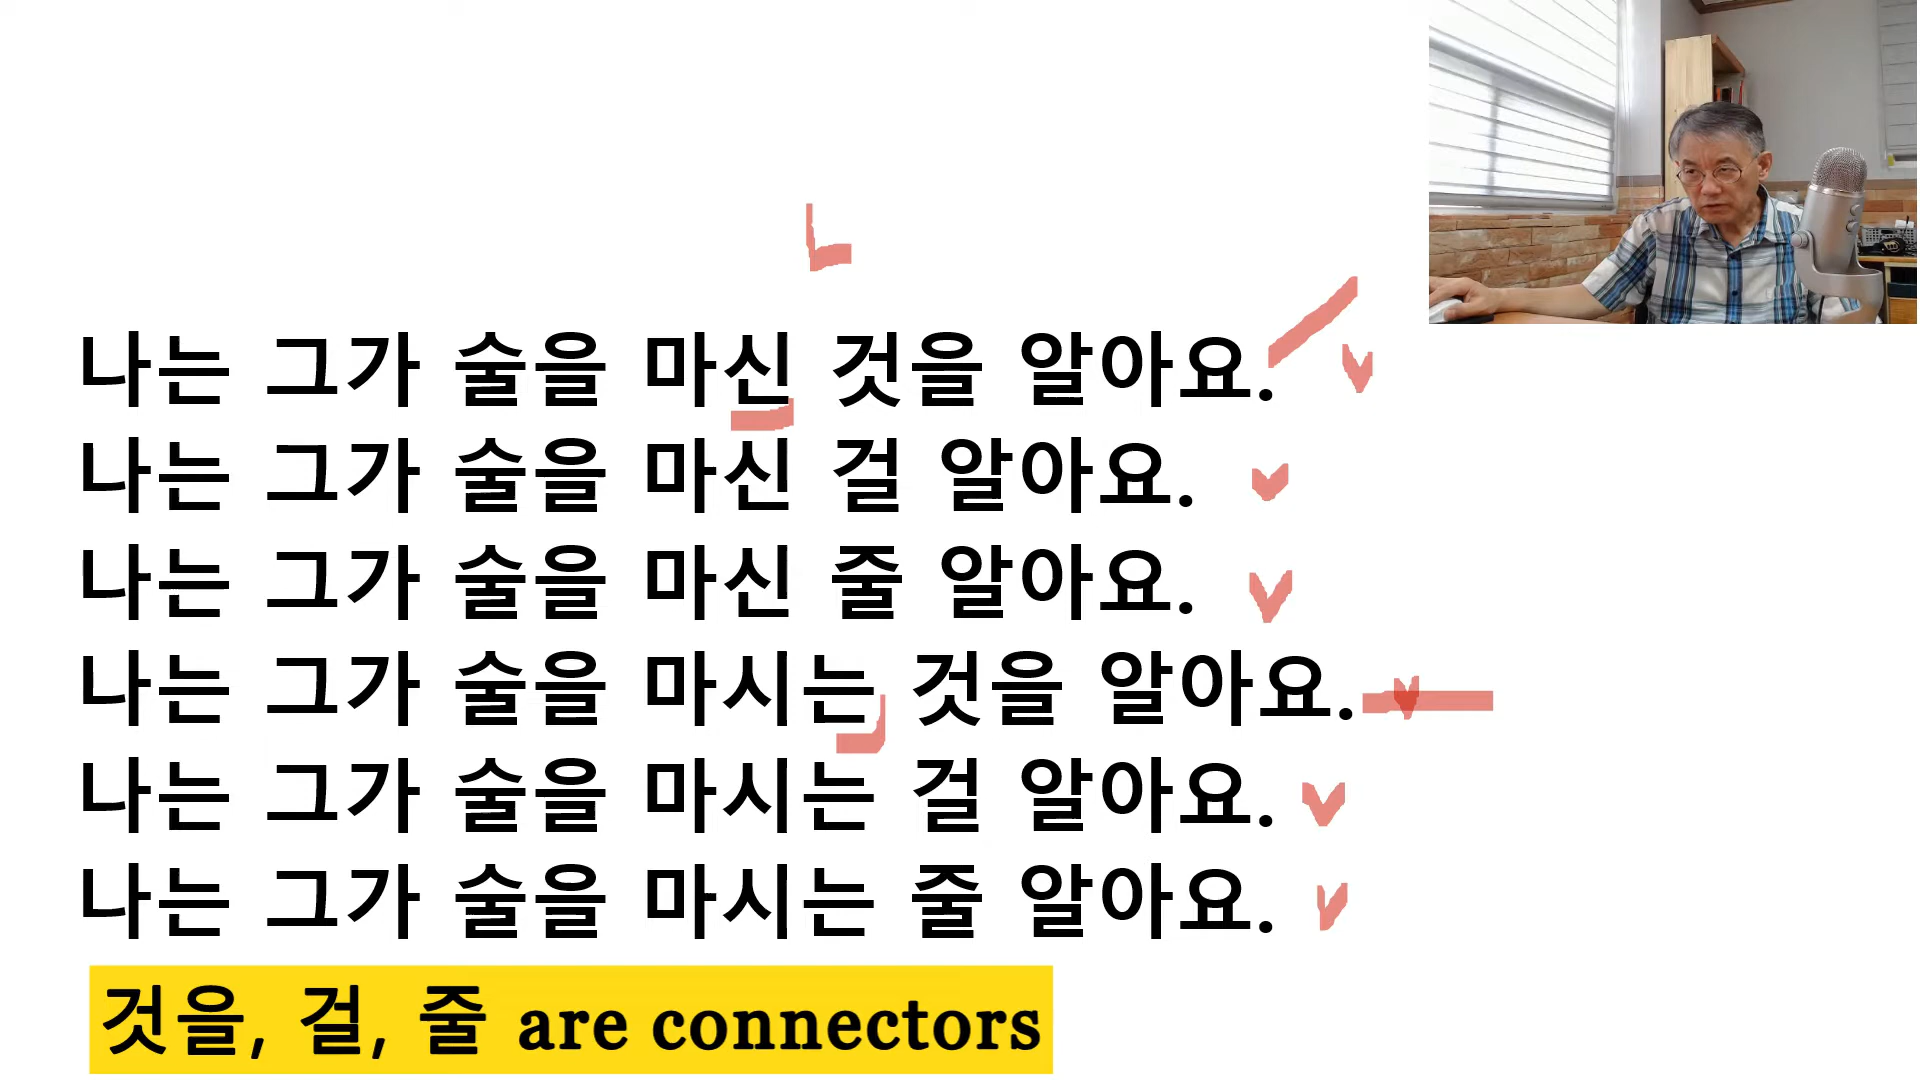 ㄴ
나는 그가 술을 마신 것을 알아요.
나는 그가 술을 마신 걸 알아요.
나는 그가 술을 마신 줄 알아요.
나는 그가 술을 마시는 것을 알아요.
나는 그가 술을 마시는 걸 알아요.
나는 그가 술을 마시는 줄 알아요.
것을, 걸, 줄 are connectors